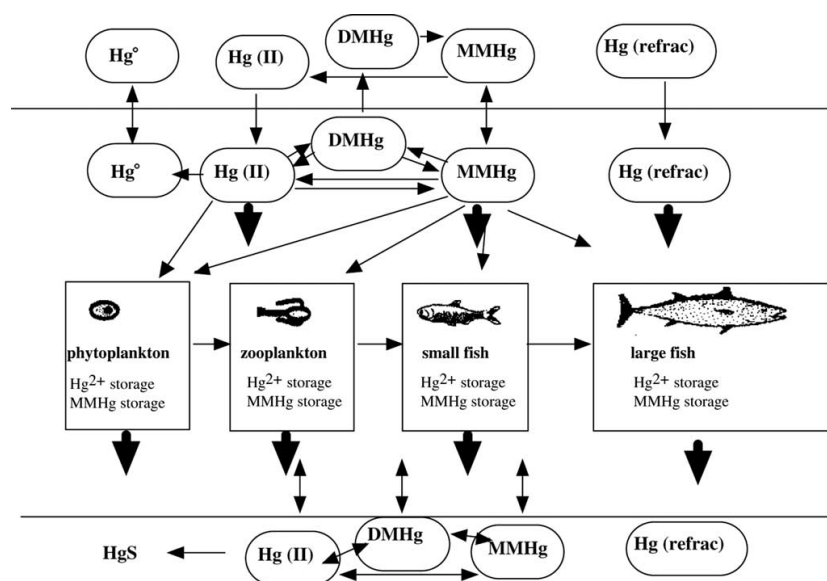 Hg°
Hg (II)
DMHg
MMHg
Hg (refrac)
Hg°
Hg (II)
DMHg
MMHg
Hg (refrac)
phytoplankton
Hg2+ storage
MMHg storage
zooplankton
Hg2+ storage
MMHg storage
small fish
Hg2+ storage
MMHg storage
large fish
Hg2+ storage
MMHg storage
HgS
Hg (II)
DMHg
MMHg
Hg (refrac)